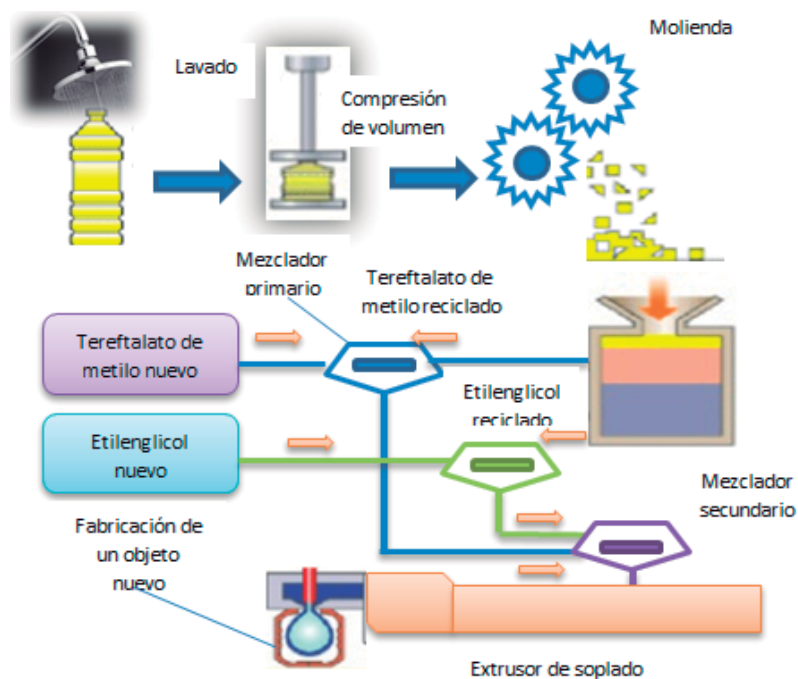 Molienda
Lavado
Compresión
de volumen
Mezclador
primario
Tereftalato de
metilo reciclado
Tereftalato de
metilo nuevo
Etilenglicol
reciclado
Etilenglicol
nuevo
Mezclador
secundario
Fabricación de
un objeto
nuevo
Extrusor de soplado